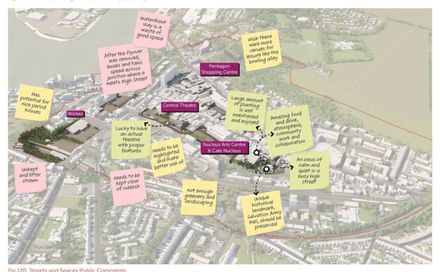 Waterfront
way is a
waste of
good space
After the
flyover was
removed,
buses and taxis
speed across
junction where it
meets High Street
Wish there
were more
venues for
leisure like the
bowling alley
Pentagon
Shopping Centre
Has
potential for
nice period
houses
Wickes
Central Theatre
Large amount
of planting
is well
maintained
and enjoyed
Amazing food
and drink,
atmosphere,
community
work and
collaboration
Lucky to have
an actual
theatre
with proper
features
Nucleus Arts Centre
& Cafe Nucleus
Needs to be
highlighted
and make
better use of
An oasis of
calm and
quiet in a
busy high
street
Unkept
and litter
strewn
needs to be
kept clear
of rubbish
not enough
greenery and
landscaping
Unique
historical
landmark,
Salvation Army
Hall, should be
preserved
Fig 120. Streets and Spaces Public Comments